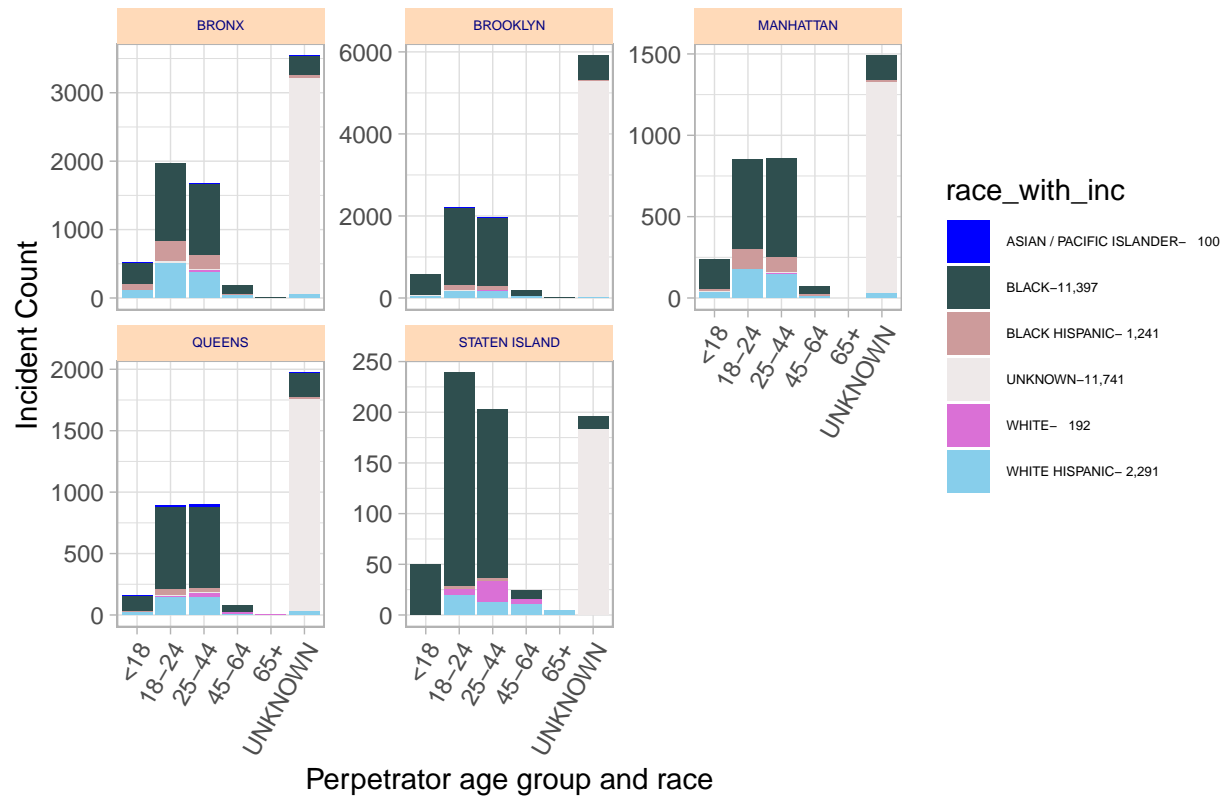 BRONX
BROOKLYN
MANHATTAN
Incident Count
3000
2000
1000
0
6000
4000
2000
0
1500
1000
500
0
<18
18−24
25−44
45−64
65+
UNKNOWN
QUEENS
STATEN ISLAND
2000
1500
1000
500
0
250
200
150
100
50
0
<18
18−24
25−44
45−64
65+
UNKNOWN
<18
18−24
25−44
45−64
65+
UNKNOWN
Perpetrator age group and race
race_with_inc
ASIAN / PACIFIC ISLANDER− 100
BLACK−11,397
BLACK HISPANIC− 1,241
UNKNOWN−11,741
WHITE− 192
WHITE HISPANIC− 2,291